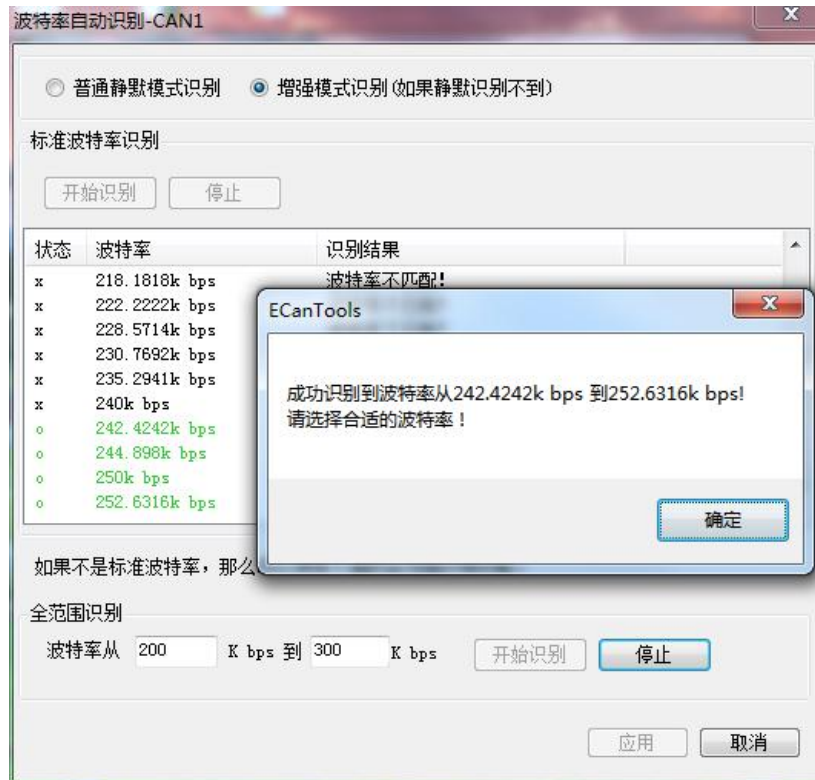 波特率自动识别-CAN1
普通静默模式识别 增强模式识别(如果静默识别不到)
标准波特率识别
开始识别 停止
状态 波特率 识别结果
x 218.1818k bps 波特率不匹配!
x 222.2222k bps
x 228.5714k bps
x 230.7692k bps
x 235.2941k bps
x 240k bps
o 242.4242k bps
o 244.898k bps
o 250k bps
o 252.6316k bps
ECanTools
成功识别到波特率从242.4242k bps 到252.6316k bps!
请选择合适的波特率！
确定
如果不是标准波特率，那么
全范围识别
波特率从 200 K bps 到 300 K bps 开始识别 停止
应用 取消